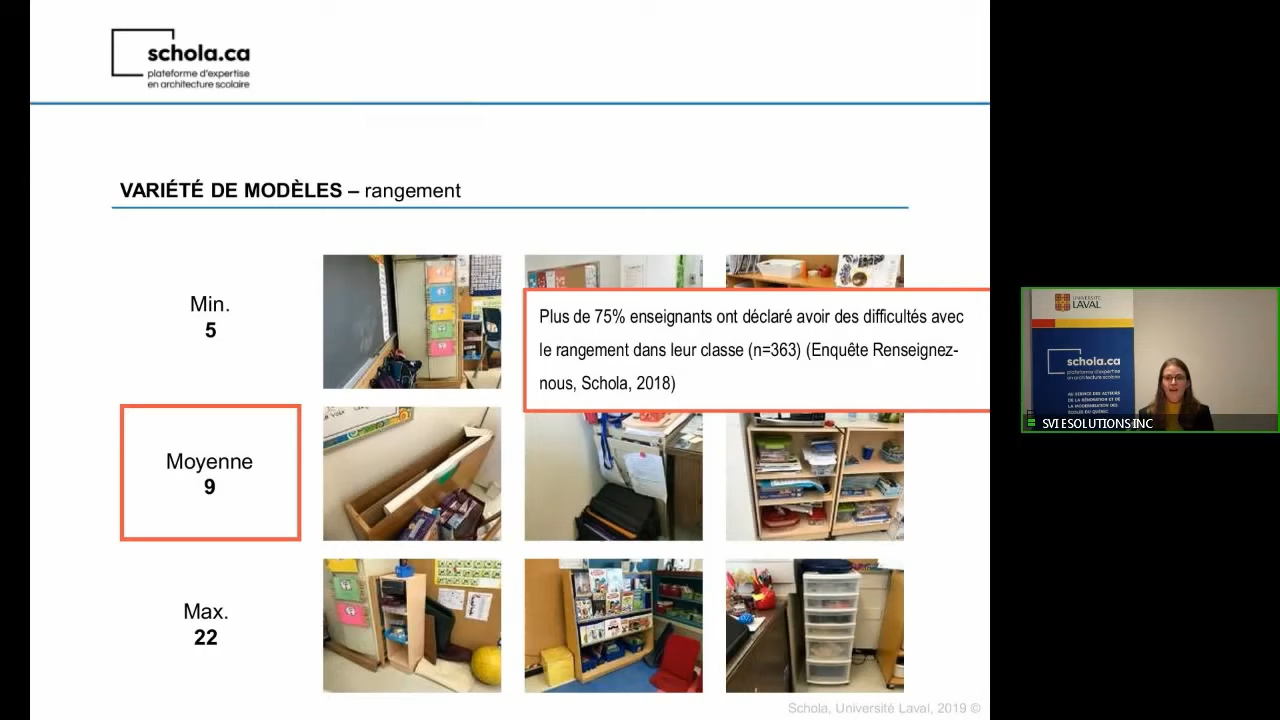 schola.ca
plateforme d'expertise
en architecture scolaire
VARIÉTÉ DE MODÈLES – rangement
Min.
5
Plus de 75% enseignants ont déclaré avoir des difficultés avec
le rangement dans leur classe (n=363) (Enquête Renseignez-
nous, Schola, 2018)
Moyenne
9
Max.
22
Schola, Université Laval, 2019 ©
UNIVERSITÉ
LAVAL
schola.ca
plateforme d'expertise
en architecture scolaire
AU SERVICE DES ACTEURS
DE LA RÉNOVATION ET DE
LA MODERNISATION DES
ÉCOLES DU QUÉBEC
SVI ESOLUTIONS INC